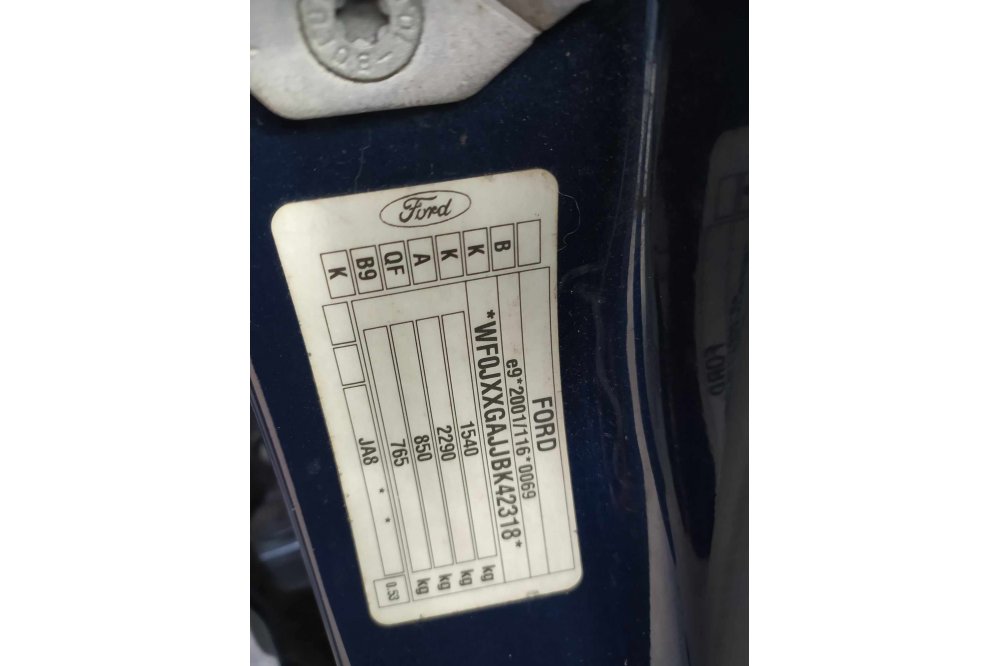 Ford
FORD
e9*2001/116*0069
*WF0JXXGAJJBK42318*
1540 kg
2290 kg
850 kg
765 kg
JA8 * *
0.53
B
K
K
A
QF
B9
K